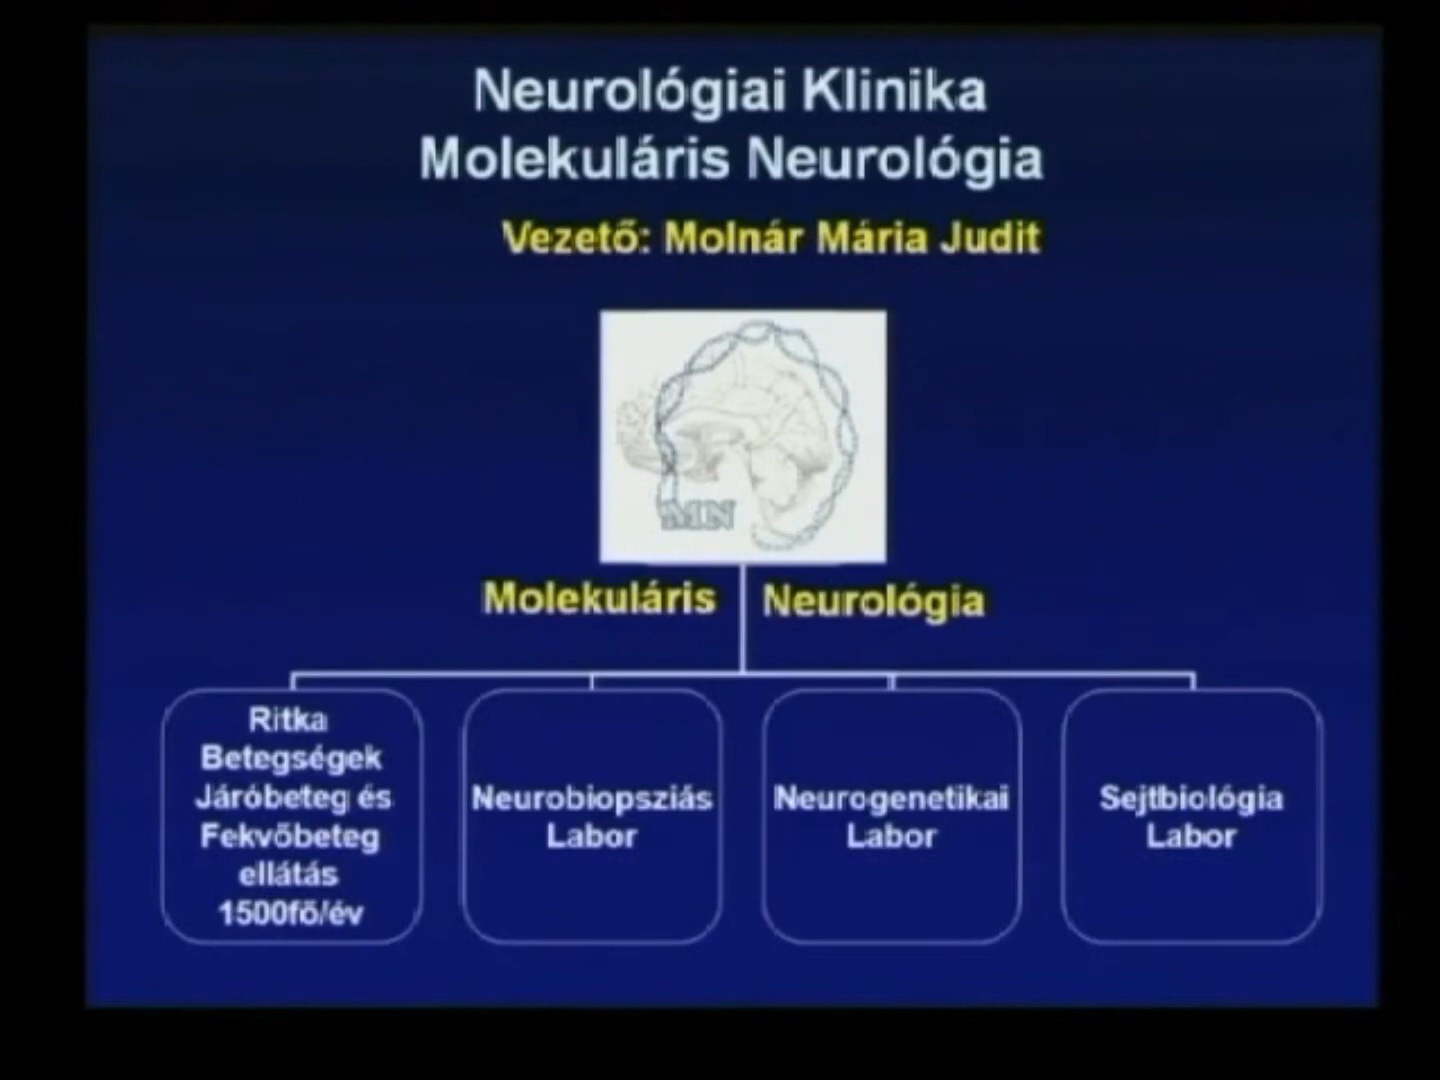 Neurológiai Klinika
Molekuláris Neurológia
Vezető: Molnár Mária Judit
MN
Molekuláris Neurológia
Ritka
Betegségek
Járóbeteg és
Fekvőbeteg
ellátás
1500fő/év
Neurobiopsziás
Labor
Neurogenetikai
Labor
Sejtbiológia
Labor